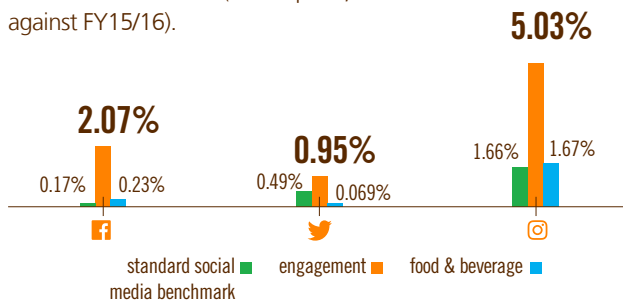 against FY15/16).
5.03%
2.07%
0.95%
0.17%
0.23%
0.49%
0.069%
1.66%
1.67%
standard social
media benchmark
engagement
food & beverage